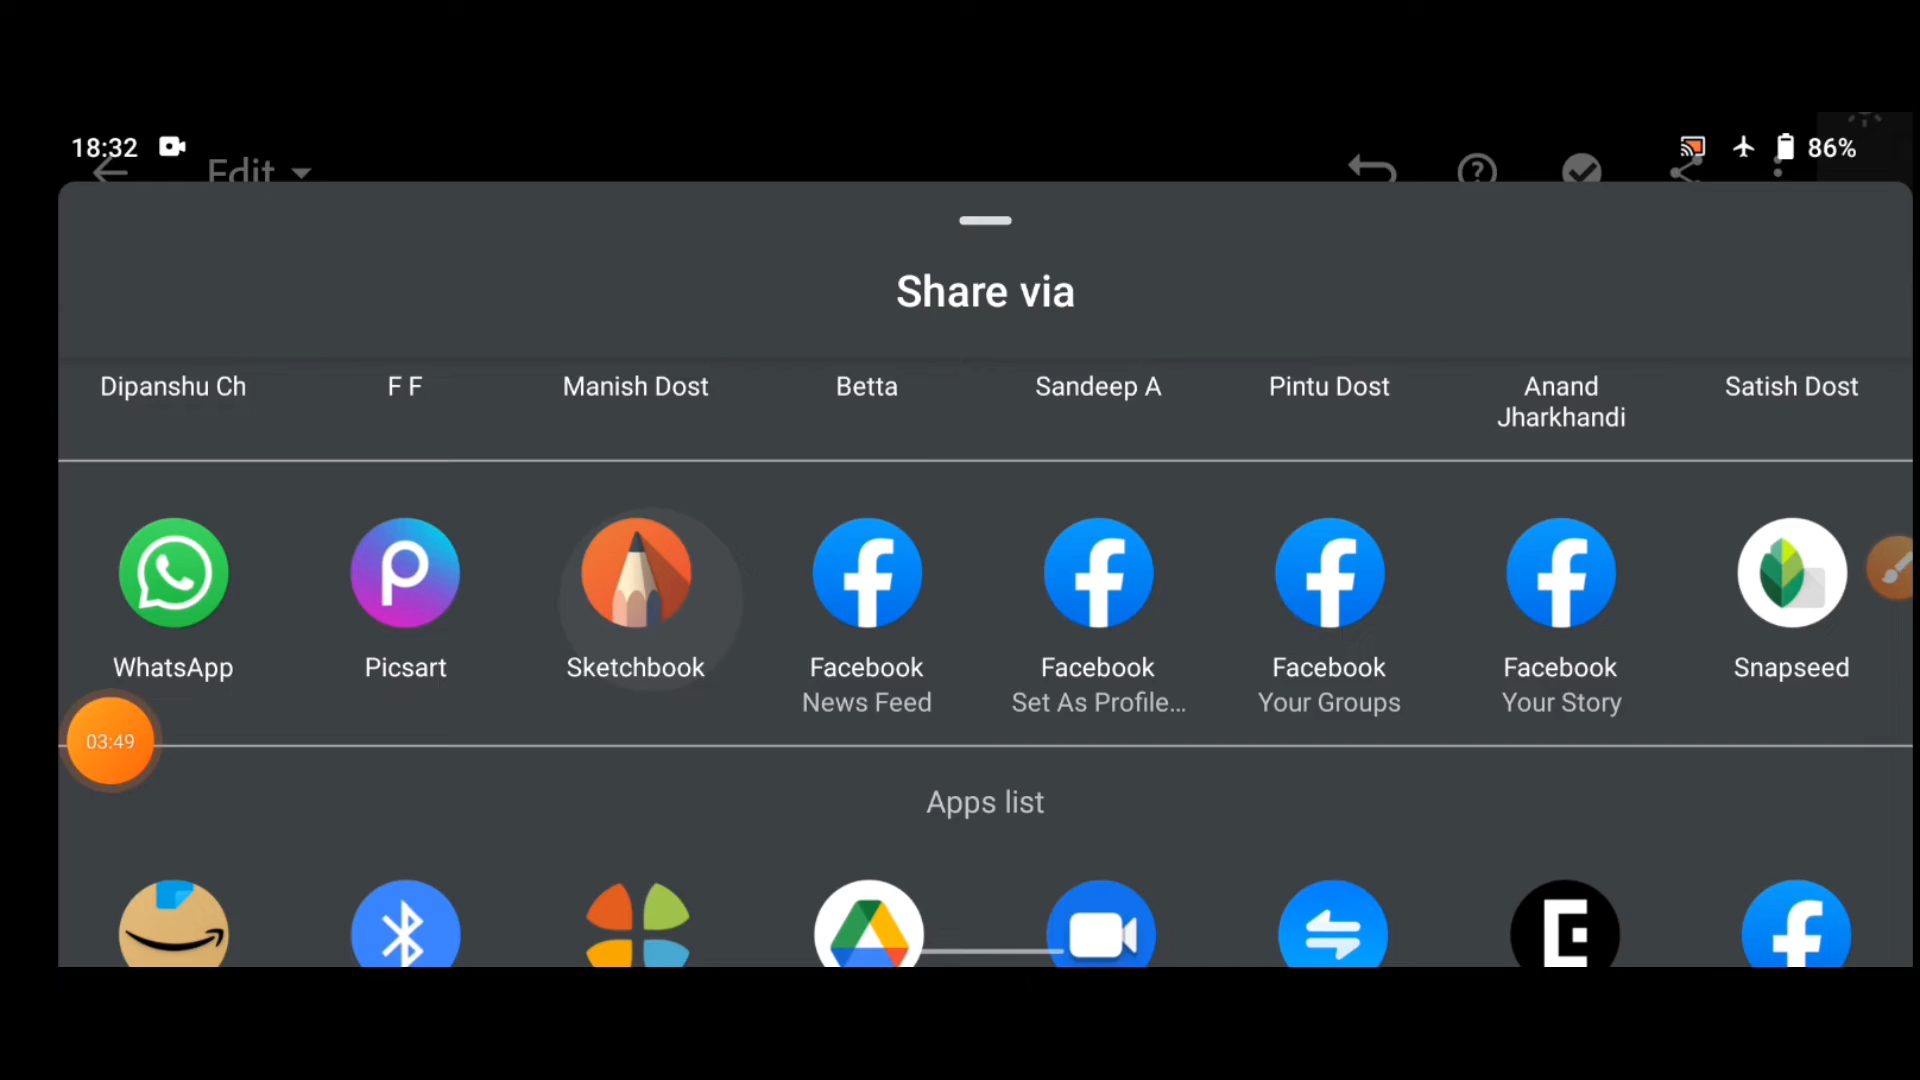 18:32
86%
Edit
Share via
Dipanshu Ch
F F
Manish Dost
Betta
Sandeep A
Pintu Dost
Anand
Jharkhandi
Satish Dost
WhatsApp
Picsart
Sketchbook
Facebook
News Feed
Facebook
Set As Profile...
Facebook
Your Groups
Facebook
Your Story
Snapseed
03:49
Apps list